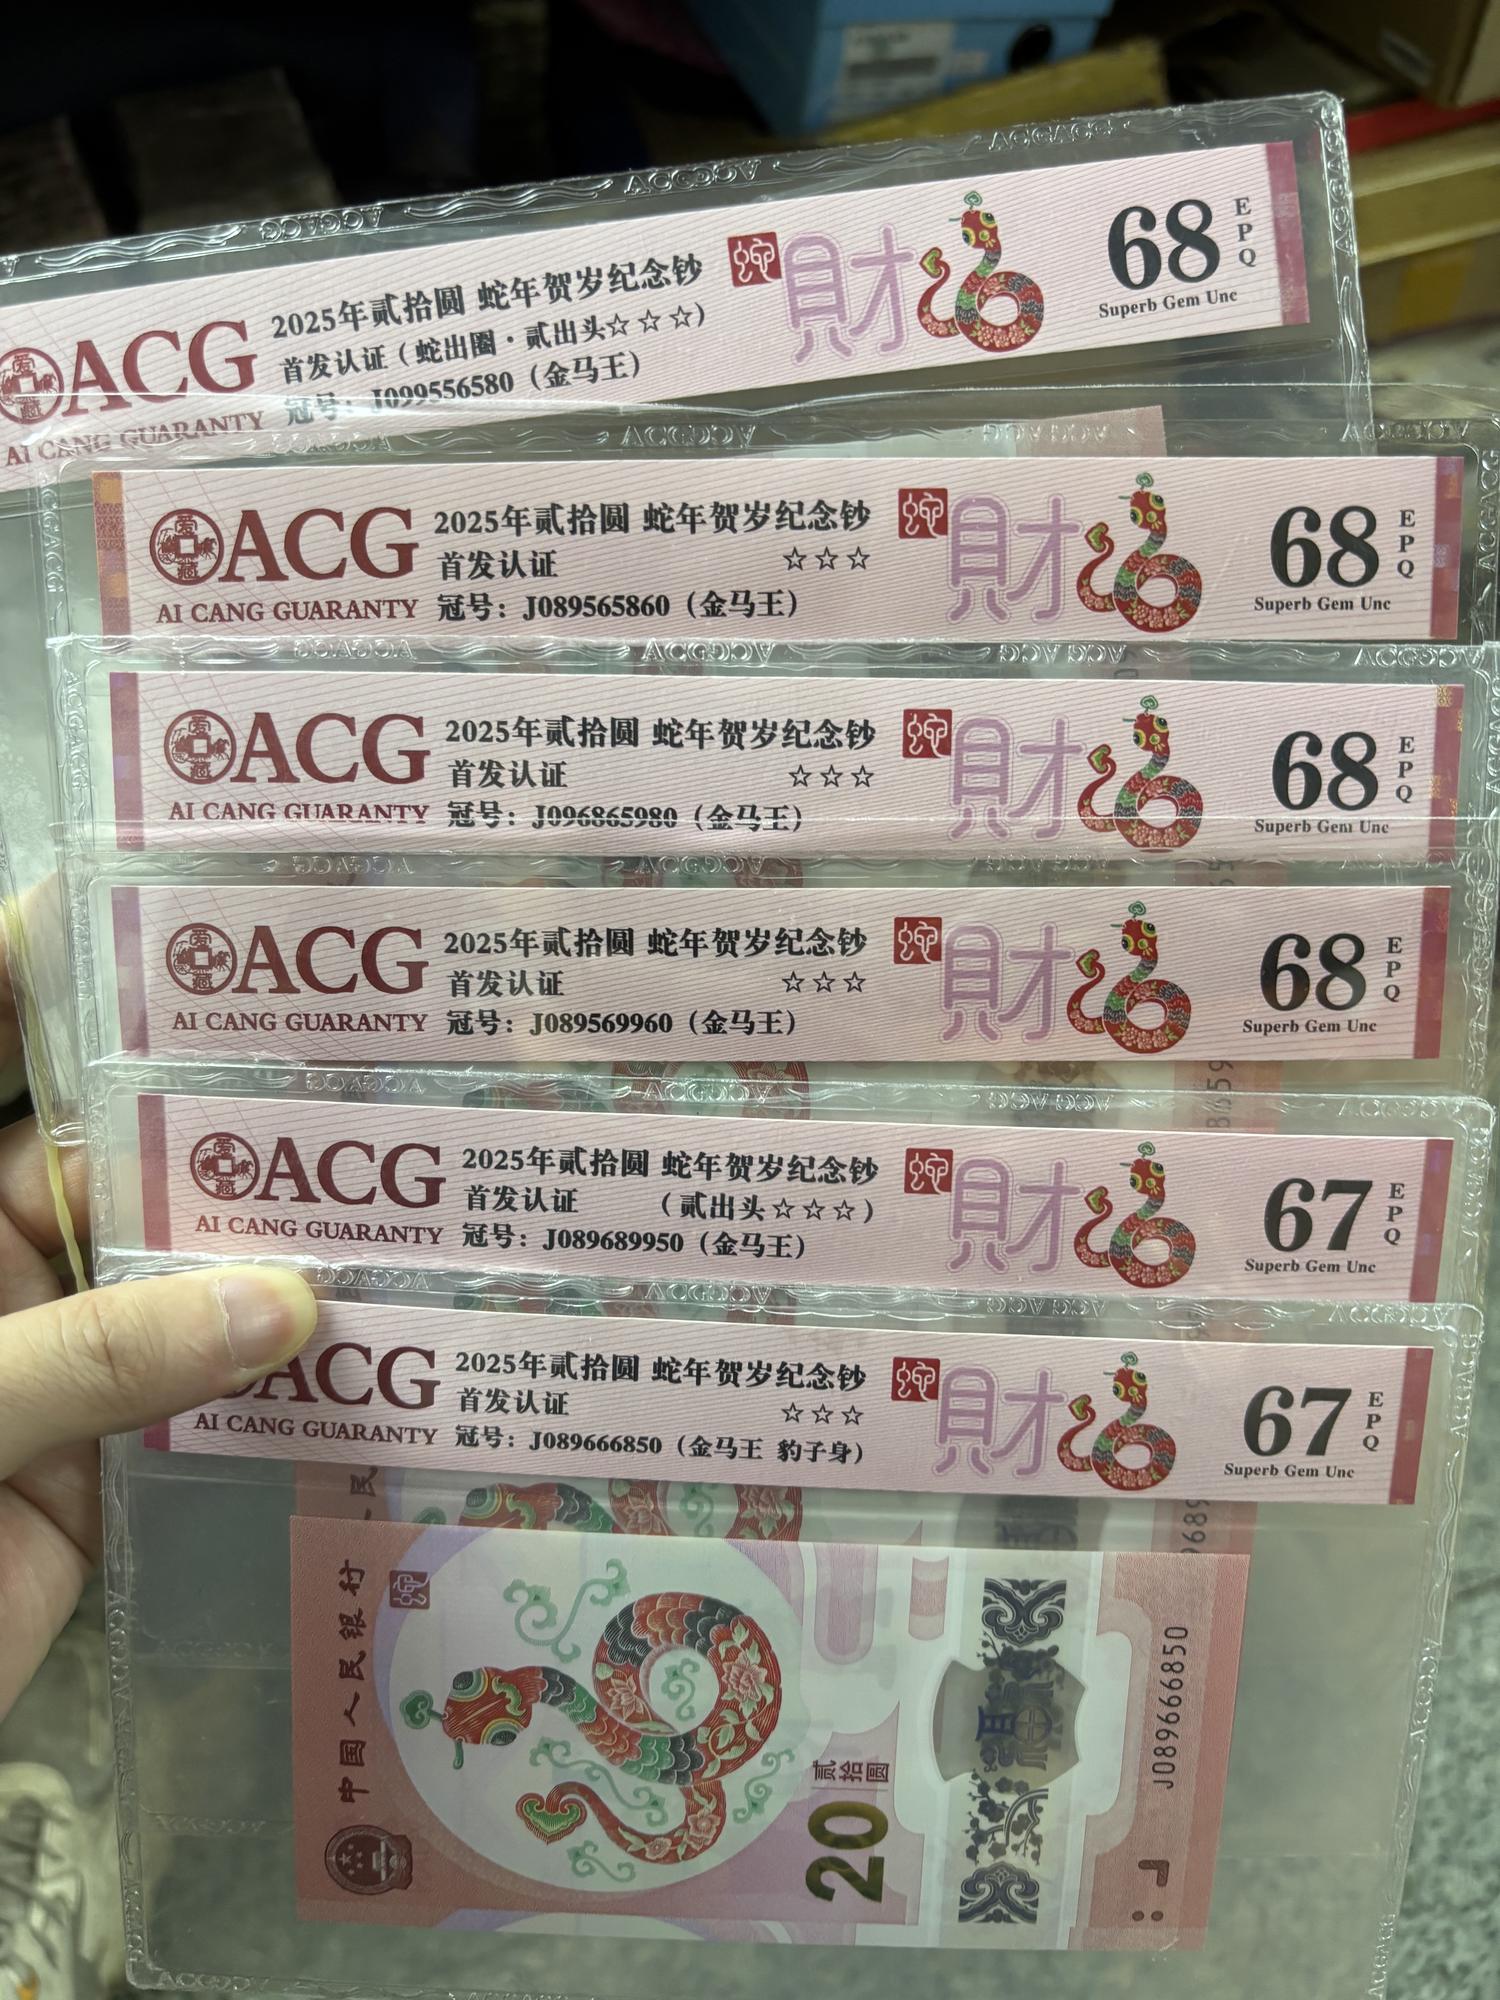 ACG
AI CANG GUARANTY
2025年贰拾圆 蛇年贺岁纪念钞
首发认证（蛇出圈·贰出头☆☆☆）
冠号：J099556580（金马王）
財
68
EPQ
Superb Gem Unc
ACG
AI CANG GUARANTY
2025年贰拾圆 蛇年贺岁纪念钞
首发认证 ☆☆☆
冠号：J089565860（金马王）
財
68
EPQ
Superb Gem Unc
ACG
AI CANG GUARANTY
2025年贰拾圆 蛇年贺岁纪念钞
首发认证 ☆☆☆
冠号：J096865980（金马王）
財
68
EPQ
Superb Gem Unc
ACG
AI CANG GUARANTY
2025年贰拾圆 蛇年贺岁纪念钞
首发认证 ☆☆☆
冠号：J089569960（金马王）
財
68
EPQ
Superb Gem Unc
ACG
AI CANG GUARANTY
2025年贰拾圆 蛇年贺岁纪念钞
首发认证 （贰出头☆☆☆）
冠号：J089689950（金马王）
財
67
EPQ
Superb Gem Unc
ACG
AI CANG GUARANTY
2025年贰拾圆 蛇年贺岁纪念钞
首发认证 ☆☆☆
冠号：J089666850（金马王 豹子身）
財
67
EPQ
Superb Gem Unc
中国人民银行
20
贰拾圆
J089666850